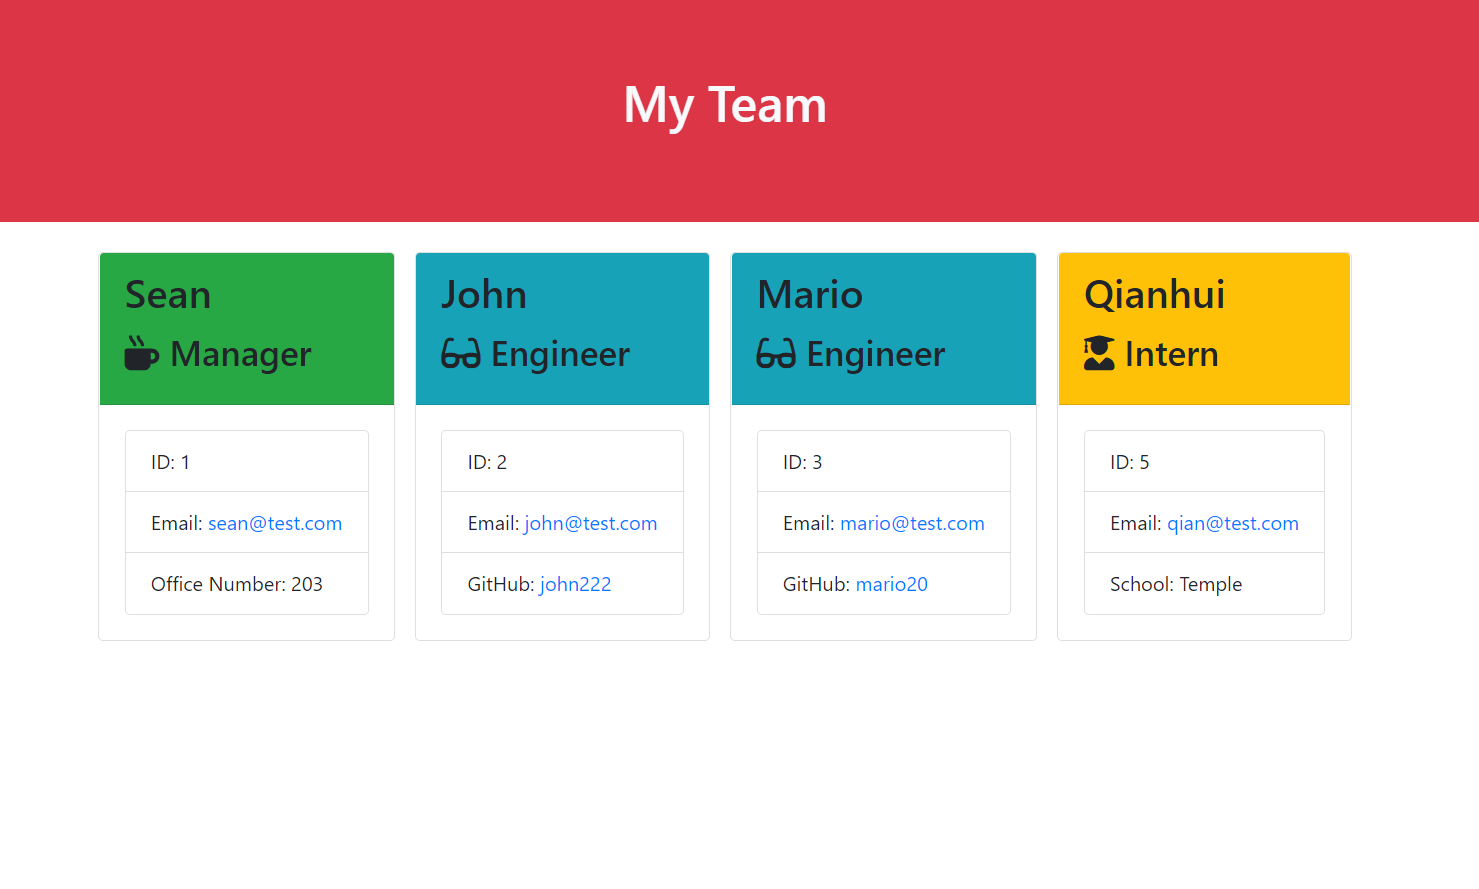 My Team
Sean
Manager
ID: 1
Email: sean@test.com
Office Number: 203
John
Engineer
ID: 2
Email: john@test.com
GitHub: john222
Mario
Engineer
ID: 3
Email: mario@test.com
GitHub: mario20
Qianhui
Intern
ID: 5
Email: qian@test.com
School: Temple